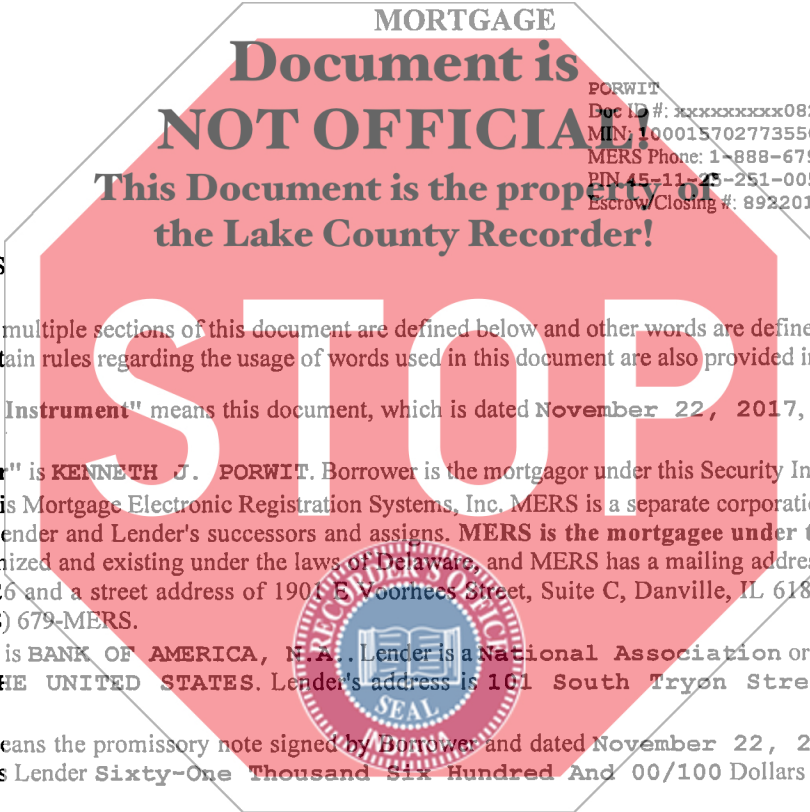 MORTGAGE
Document is
NOT OFFICIAL!
This Document is the property of
the Lake County Recorder!
PORWIT
Doc ID #: xxxxxxxxx082
MIN: 100015702773550
MERS Phone: 1-888-679
PIN 45-11-23-251-005
Escrow/Closing #: 892201
S
STOP
multiple sections of this document are defined below and other words are define
tain rules regarding the usage of words used in this document are also provided in
Instrument" means this document, which is dated November 22, 2017,
r" is KENNETH J. PORWIT. Borrower is the mortgagor under this Security In
is Mortgage Electronic Registration Systems, Inc. MERS is a separate corporati
ender and Lender's successors and assigns. MERS is the mortgagee under t
nized and existing under the laws of Delaware, and MERS has a mailing addre
26 and a street address of 1901 E Voorhees Street, Suite C, Danville, IL 618
) 679-MERS.
is BANK OF AMERICA, N.A.. Lender is a National Association or
HE UNITED STATES. Lender's address is 101 South Tryon Stre
eans the promissory note signed by Borrower and dated November 22, 2
s Lender Sixty-One Thousand Six Hundred And 00/100 Dollars
RECORDER'S OFFICE
SEAL